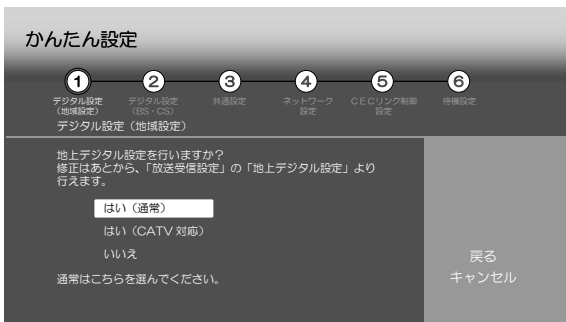 かんたん設定
1 2 3 4 5 6
デジタル設定 デジタル設定 共通設定 ネットワーク CECリンク制御 待機設定
（地域設定） （BS・CS） 設定 設定
デジタル設定（地域設定）
地上デジタル設定を行いますか？
修正はあとから、「放送受信設定」の「地上デジタル設定」より
行えます。
はい（通常）
はい（CATV 対応）
いいえ
通常はこちらを選んでください。
戻る
キャンセル